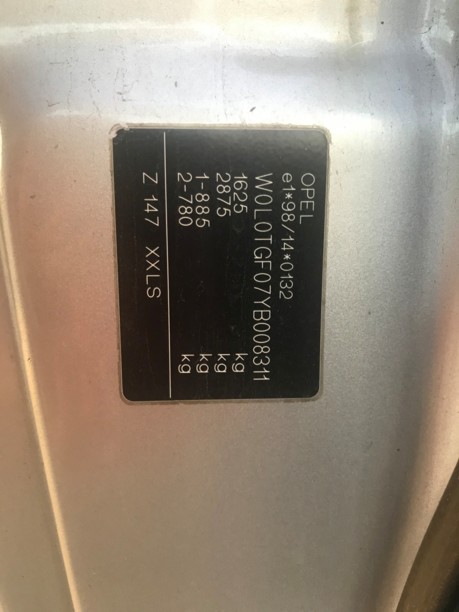 OPEL
e1*98/14*0132
W0L0TGF07YB008311
1625 kg
2875 kg
1-885 kg
2-780 kg
Z 147 XXLS